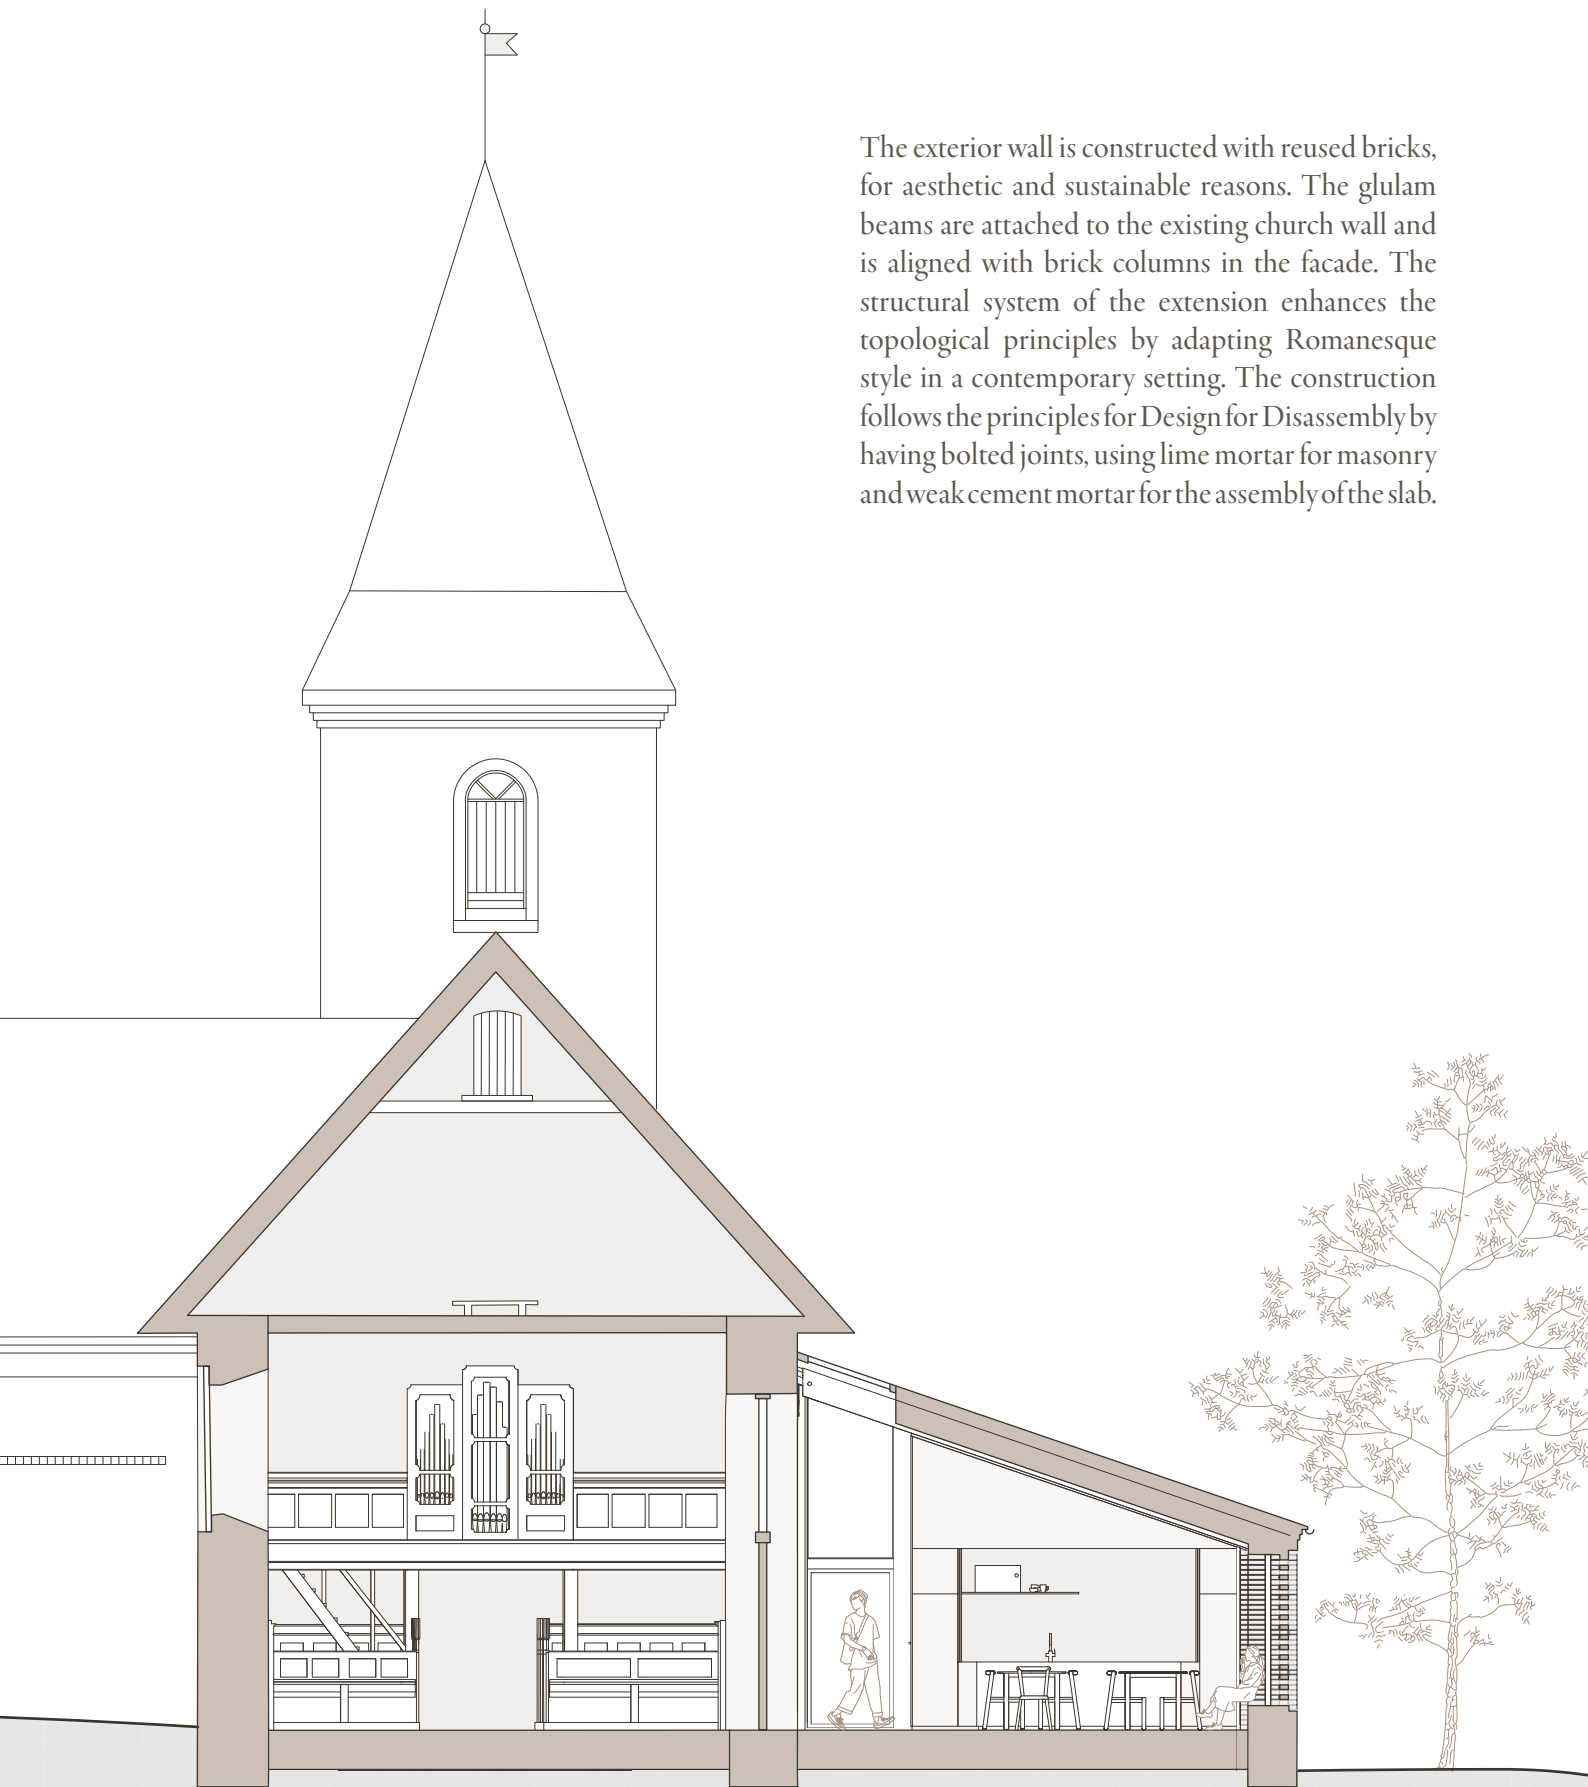 The exterior wall is constructed with reused bricks,
for aesthetic and sustainable reasons. The glulam
beams are attached to the existing church wall and
is aligned with brick columns in the facade. The
structural system of the extension enhances the
topological principles by adapting Romanesque
style in a contemporary setting. The construction
follows the principles for Design for Disassembly by
having bolted joints, using lime mortar for masonry
and weak cement mortar for the assembly of the slab.